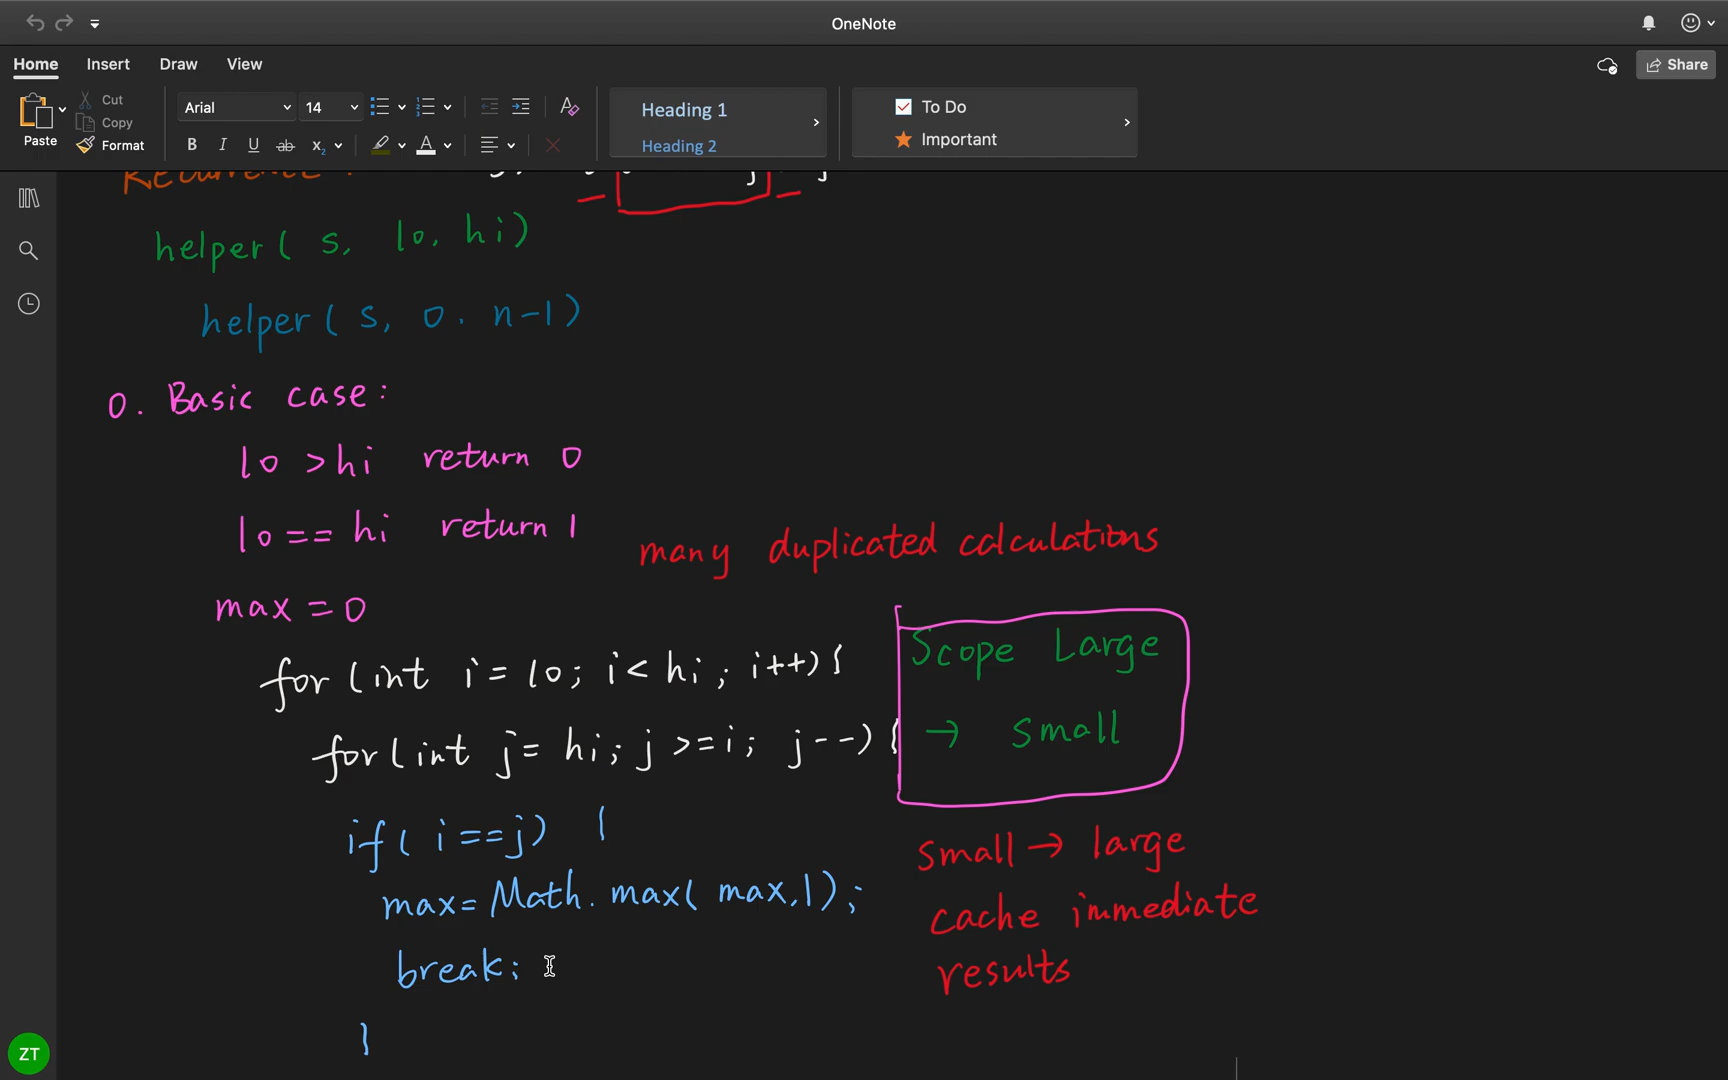 OneNote
Home Insert Draw View
Share
Paste
Cut
Copy
Format
Arial 14
B I U ab x₂ A
Heading 1
Heading 2
To Do
Important
Recurrence :
helper( s, lo, hi)
helper( s, 0. n-1)
0. Basic case:
lo >hi return 0
lo == hi return 1
many duplicated calculations
max = 0
for (int i = lo; i < hi ; i++) {
for (int j = hi; j >= i; j--) {
Scope Large
→ small
if( i ==j) {
max= Math. max( max,1);
break;
}
small → large
cache immediate
results
ZT